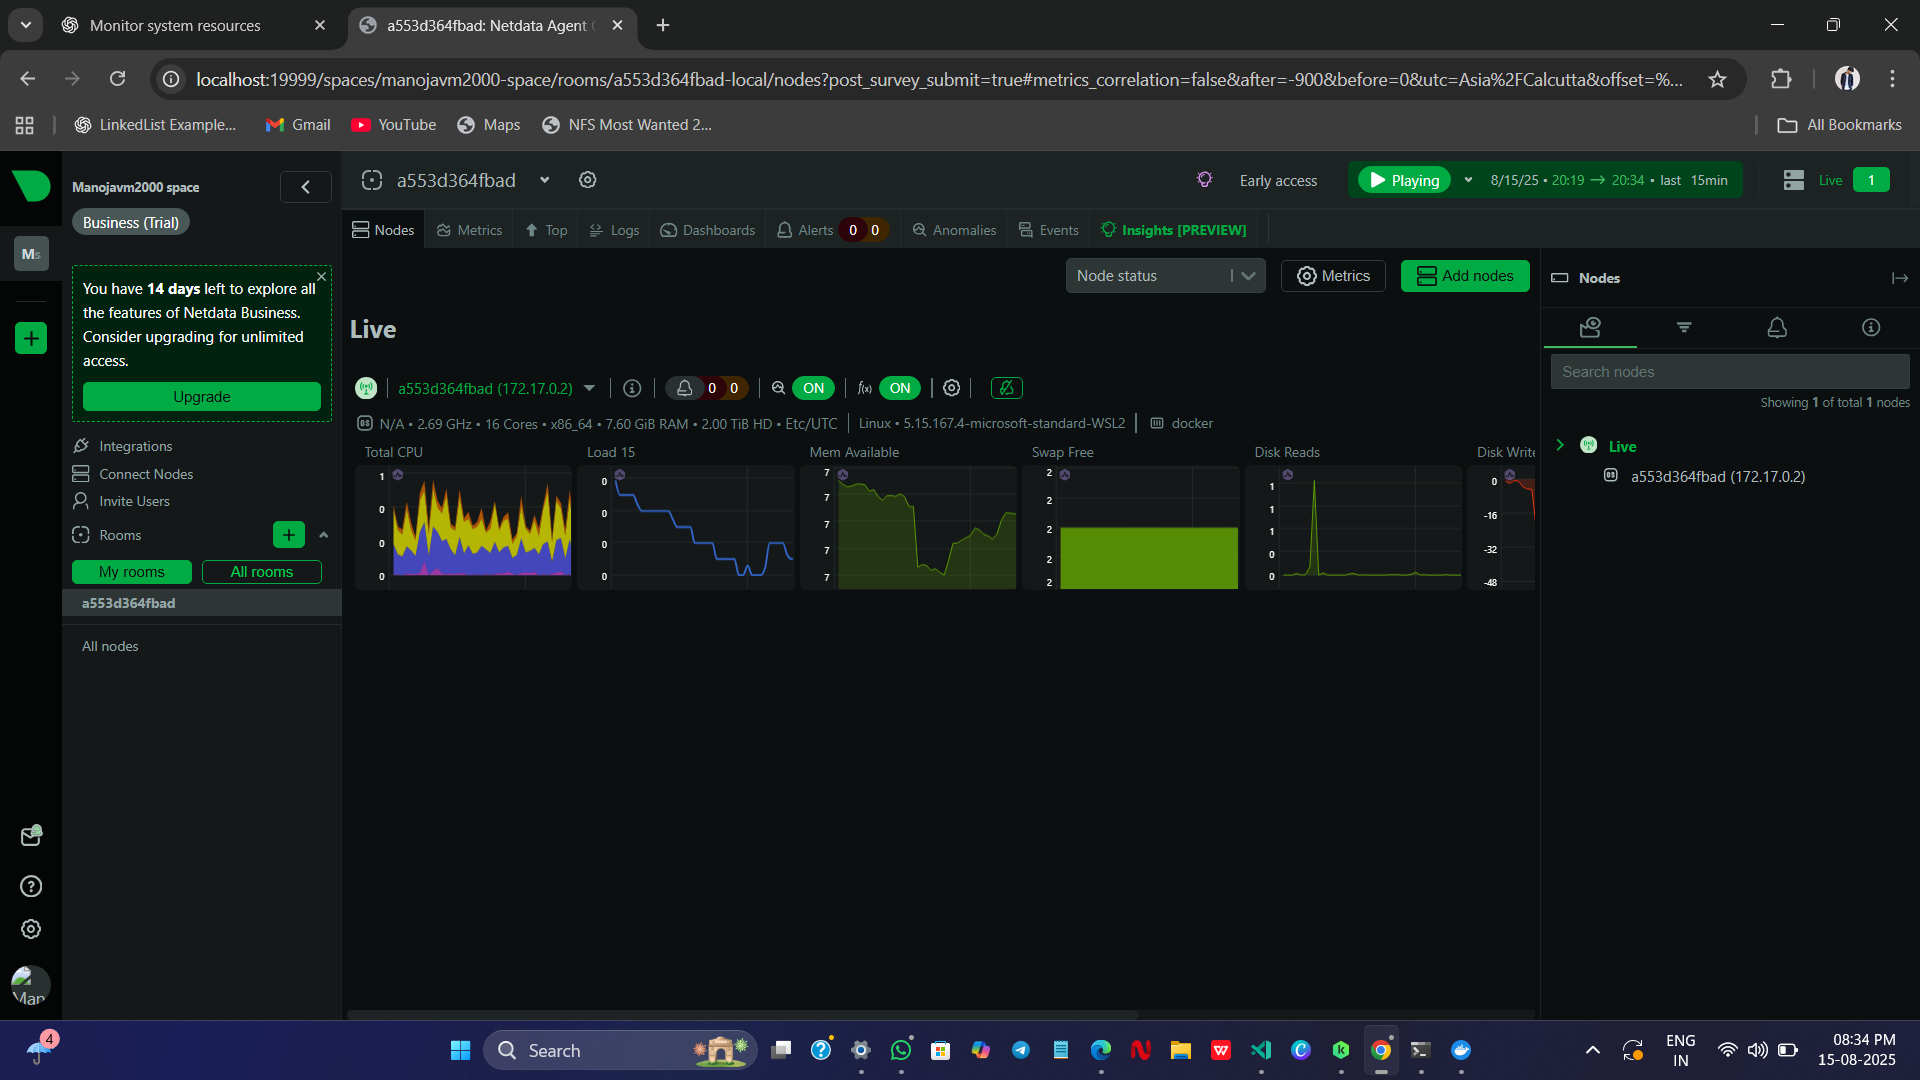 Monitor system resources
a553d364fbad: Netdata Agent
localhost:19999/spaces/manojavm2000-space/rooms/a553d364fbad-local/nodes?post_survey_submit=true#metrics_correlation=false&after=-900&before=0&utc=Asia%2FCalcutta&offset=%...
LinkedList Example...
Gmail
YouTube
Maps
NFS Most Wanted 2...
All Bookmarks
Manojavm2000 space
Business (Trial)
Ms
You have 14 days left to explore all
the features of Netdata Business.
Consider upgrading for unlimited
access.
Upgrade
Integrations
Connect Nodes
Invite Users
Rooms
My rooms
All rooms
a553d364fbad
All nodes
Man
a553d364fbad
Early access
Playing
8/15/25 • 20:19 → 20:34 • last 15min
Live 1
Nodes
Metrics
Top
Logs
Dashboards
Alerts 0 0
Anomalies
Events
Insights [PREVIEW]
Node status
Metrics
Add nodes
Live
a553d364fbad (172.17.0.2)
0 0
ON
f(x) ON
OS N/A • 2.69 GHz • 16 Cores • x86_64 • 7.60 GiB RAM • 2.00 TiB HD • Etc/UTC
Linux • 5.15.167.4-microsoft-standard-WSL2
docker
Total CPU
1
0
0
0
Load 15
0
0
0
0
Mem Available
7
7
7
7
7
Swap Free
2
2
2
2
2
Disk Reads
1
1
1
0
0
Disk Write
0
-16
-32
-48
Nodes
Search nodes
Showing 1 of total 1 nodes
Live
OS a553d364fbad (172.17.0.2)
4
Search
ENG
IN
08:34 PM
15-08-2025